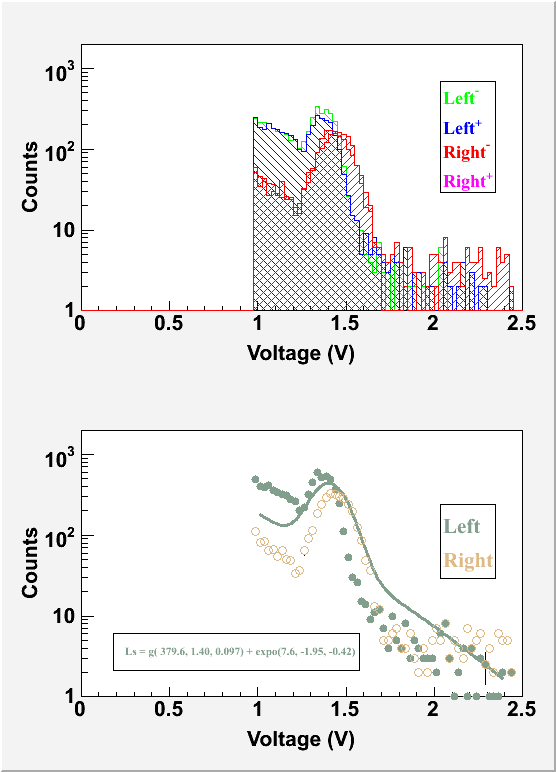 10³
10²
10
1
Counts
Left⁻
Left⁺
Right⁻
Right⁺
0 0.5 1 1.5 2 2.5
Voltage (V)
10³
10²
10
1
Counts
Left
Right
Ls = g( 379.6, 1.40, 0.097) + expo(7.6, -1.95, -0.42)
0 0.5 1 1.5 2 2.5
Voltage (V)